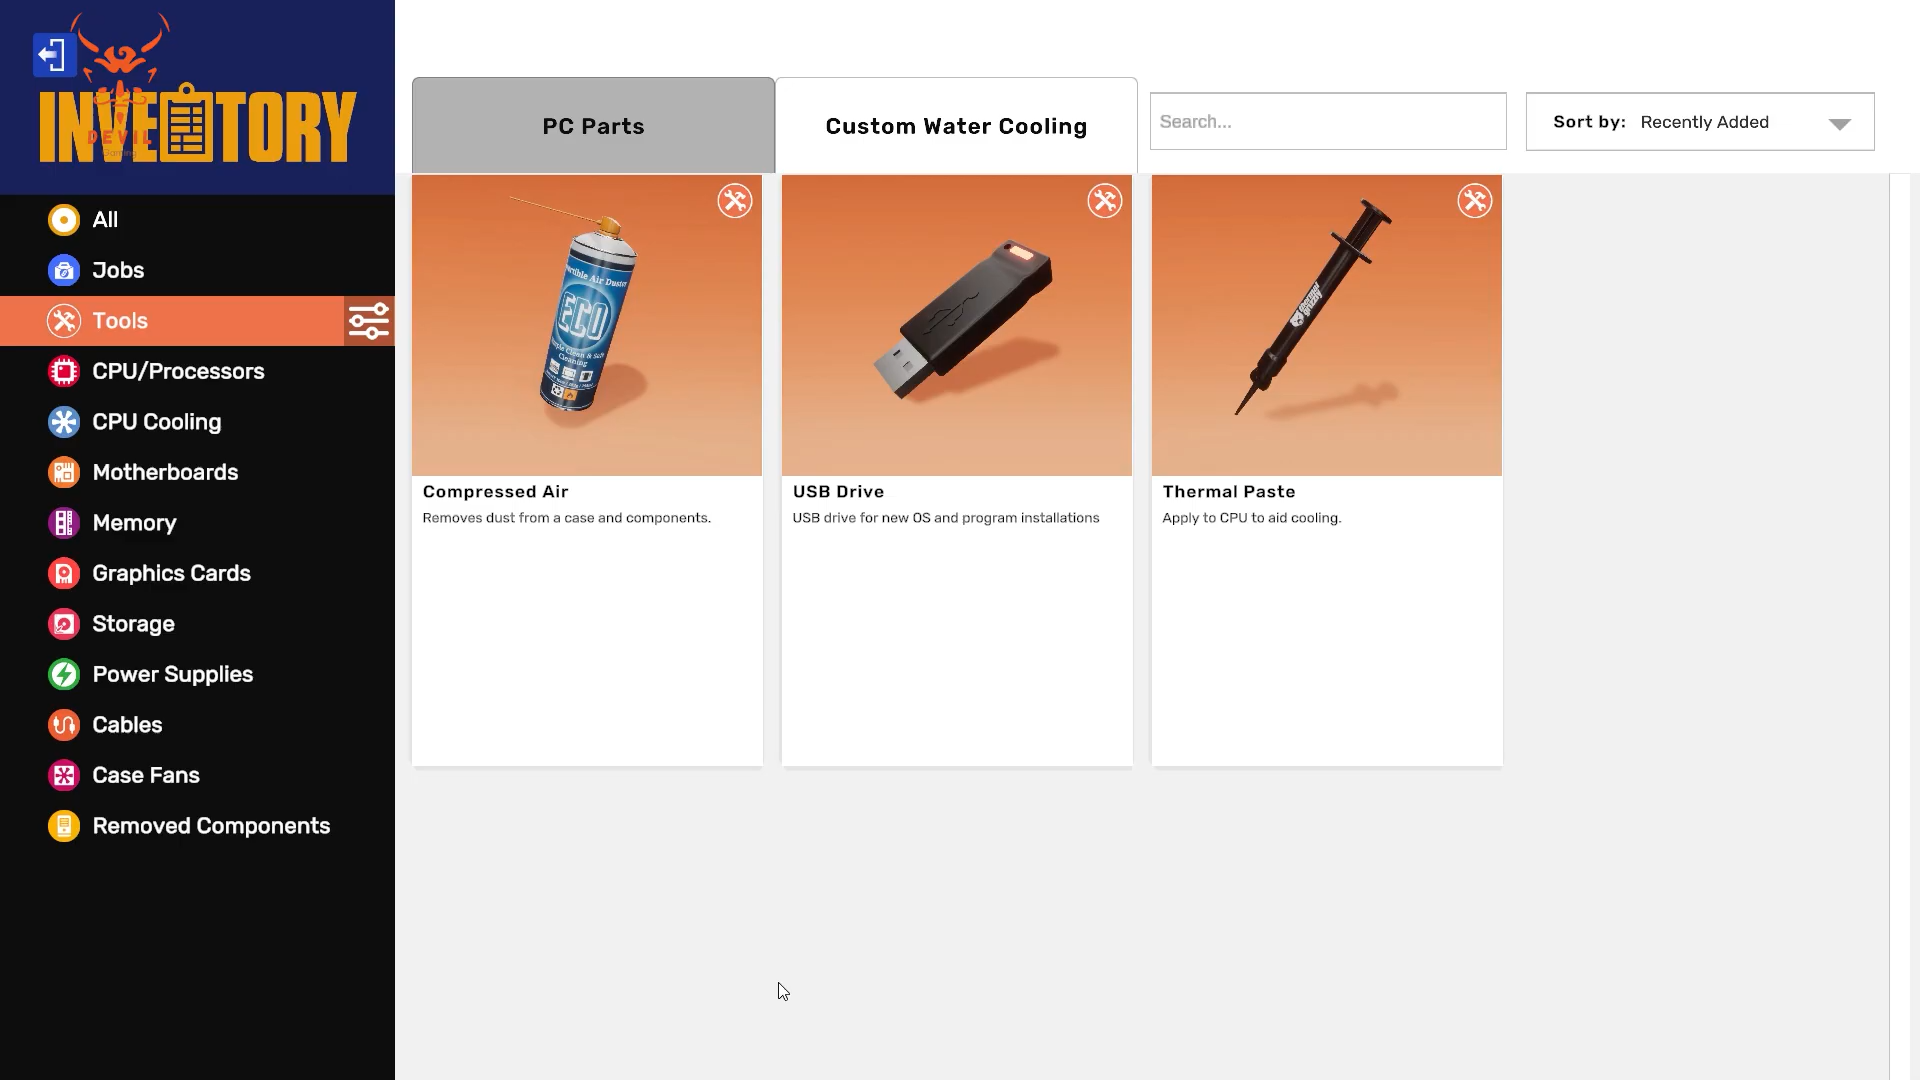 INVENTORY
DEVIL
Gaming
PC Parts
Custom Water Cooling
Search...
Sort by: Recently Added
All
Jobs
Tools
CPU/Processors
CPU Cooling
Motherboards
Memory
Graphics Cards
Storage
Power Supplies
Cables
Case Fans
Removed Components
ECO
Cleaning
Compressed Air
Removes dust from a case and components.
USB Drive
USB drive for new OS and program installations
Thermal Paste
Apply to CPU to aid cooling.